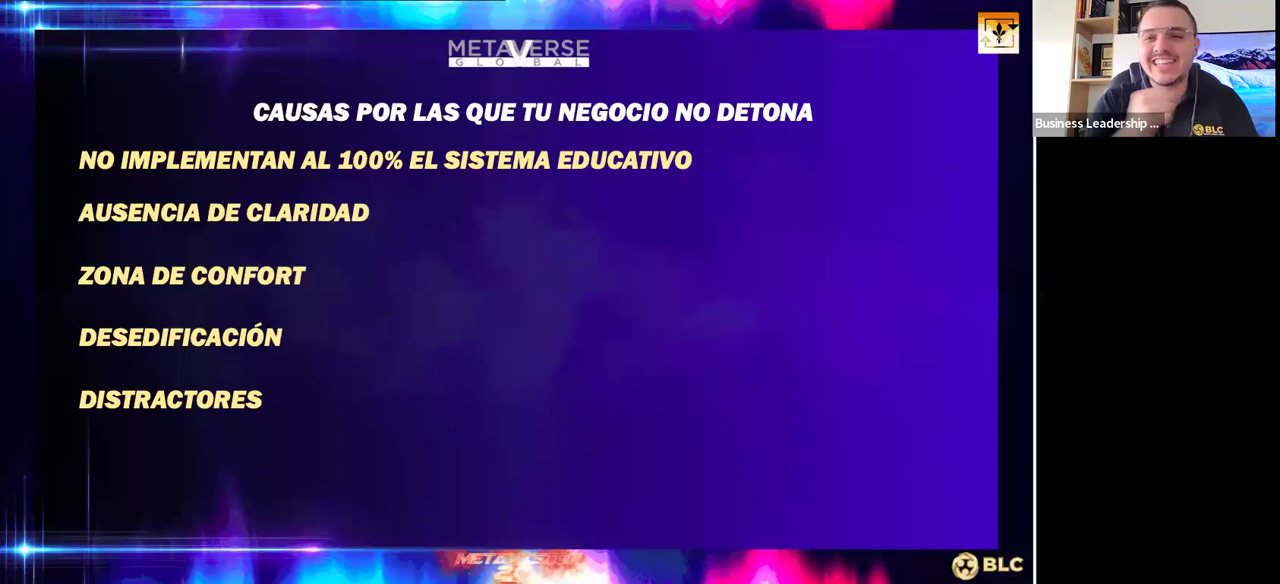 METAVERSE
GLOBAL
CAUSAS POR LAS QUE TU NEGOCIO NO DETONA
NO IMPLEMENTAN AL 100% EL SISTEMA EDUCATIVO
AUSENCIA DE CLARIDAD
ZONA DE CONFORT
DESEDIFICACIÓN
DISTRACTORES
Business Leadership ...
BLC
BLC